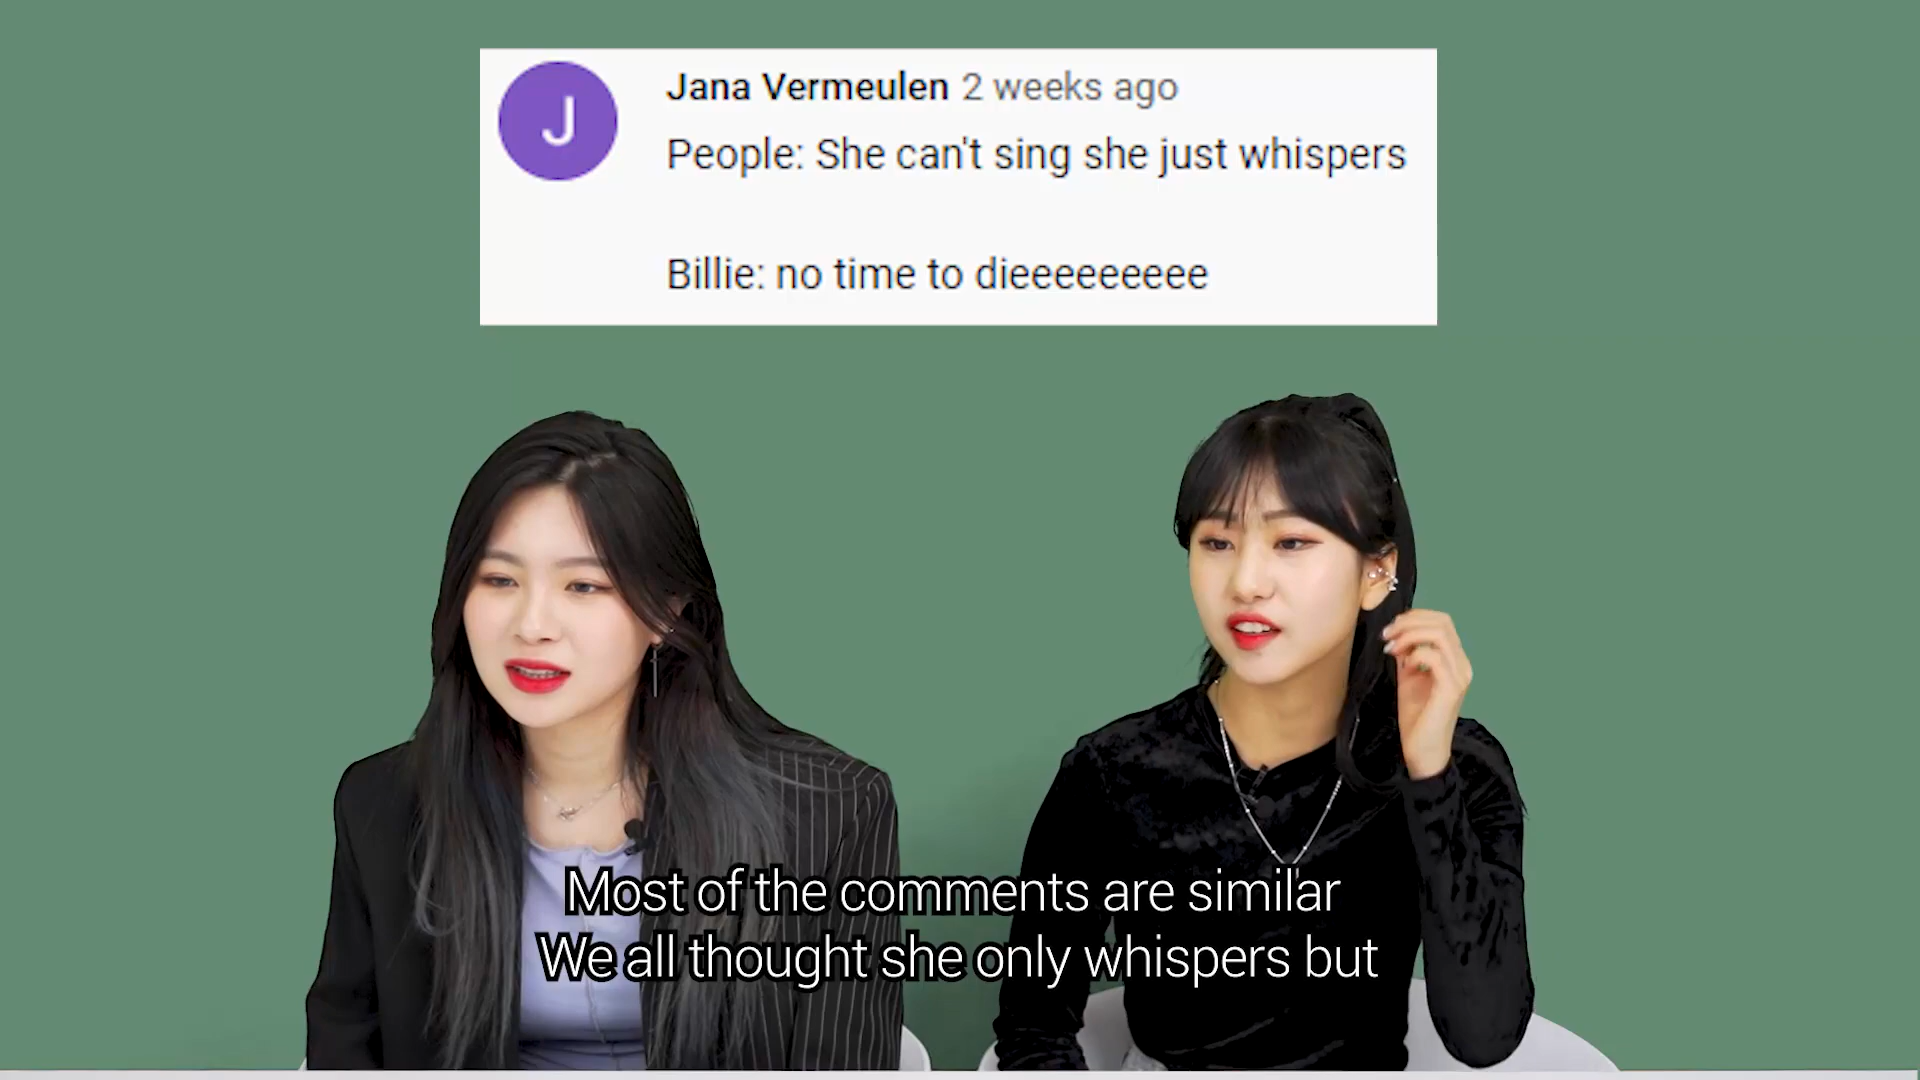 J
Jana Vermeulen 2 weeks ago
People: She can't sing she just whispers
Billie: no time to dieeeeeeeee
Most of the comments are similar
We all thought she only whispers but